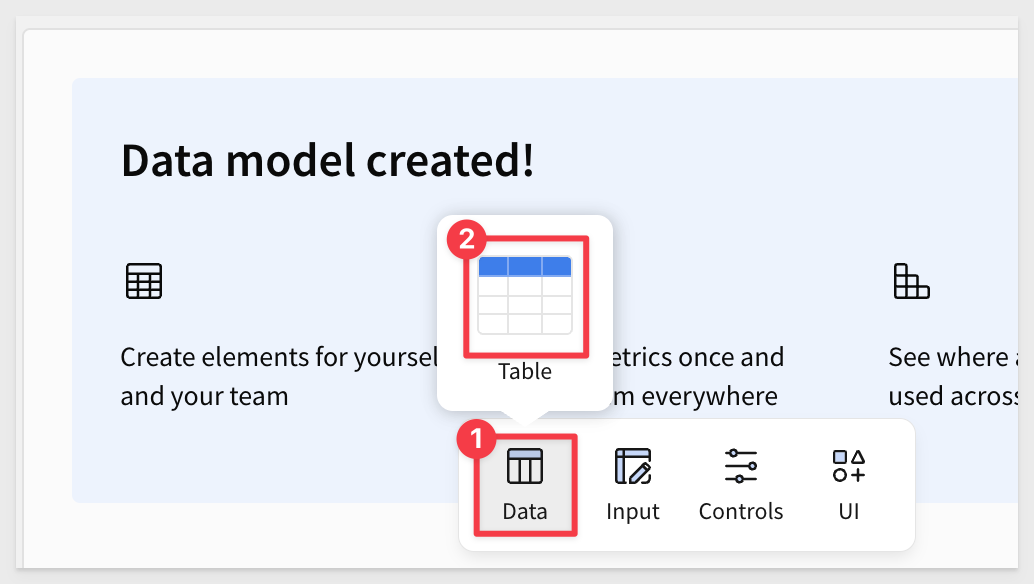 Data model created!
2
Create elements for yoursel
and your team
Table
etrics once and
m everywhere
See where
used across
1
Data
Input
Controls
UI